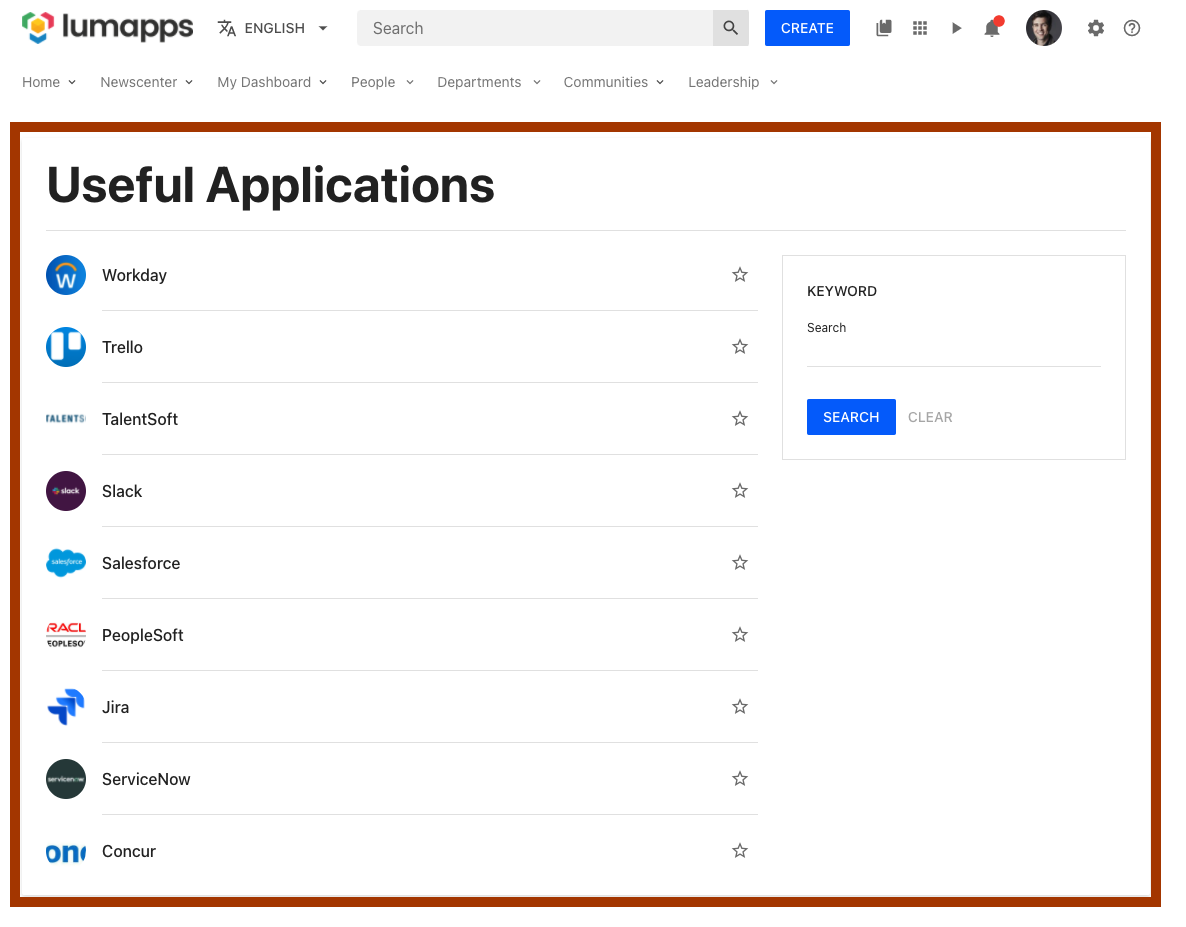 lumapps ENGLISH Search CREATE
Home Newscenter My Dashboard People Departments Communities Leadership
Useful Applications
Workday
Trello
TALENTS TalentSoft
slack Slack
salesforce Salesforce
RACL
EOPLESO PeopleSoft
Jira
servicenow ServiceNow
onc Concur
KEYWORD
Search
SEARCH CLEAR